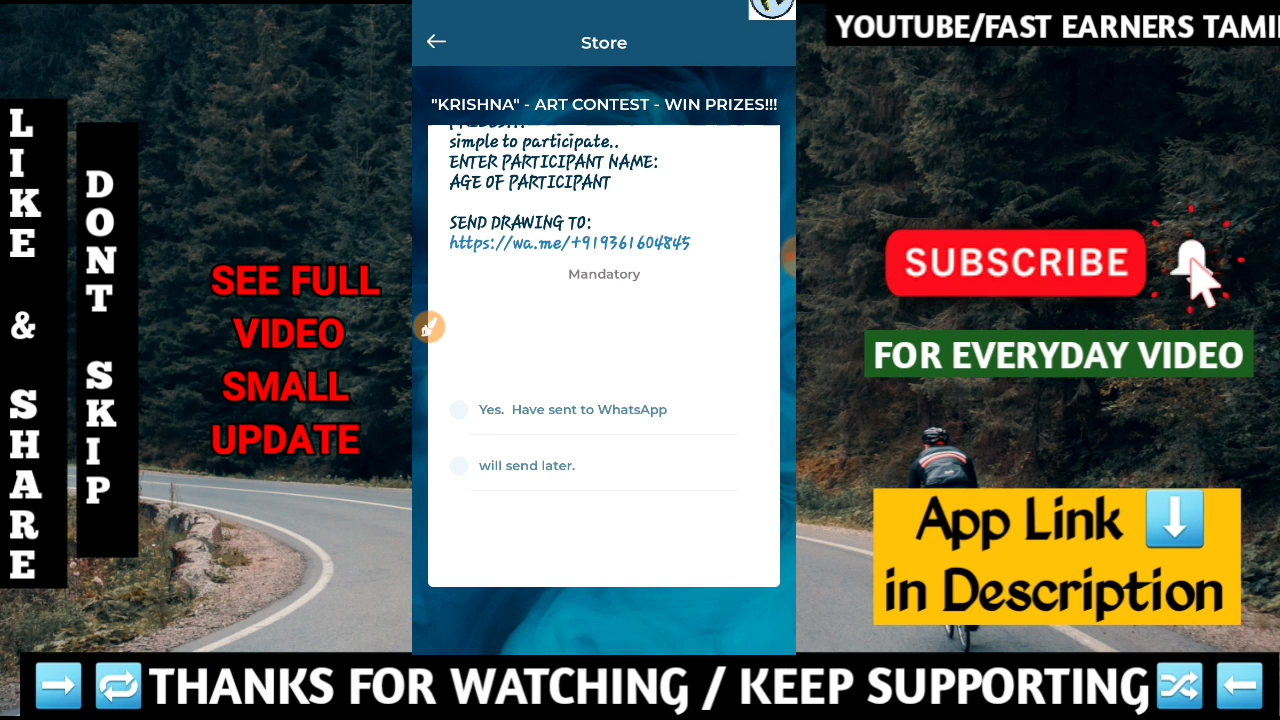 YOUTUBE/FAST EARNERS
Store
"KRISHNA" - ART CONTEST - WIN PRIZES!!!
simple to participate..
ENTER PARTICIPANT NAME:
AGE OF PARTICIPANT
SEND DRAWING TO:
https://wa.me/+919361604845
Mandatory
Yes. Have sent to WhatsApp
will send later.
LIKE & SHARE
DONT SKIP
SEE FULL
VIDEO
SMALL
UPDATE
SUBSCRIBE
FOR EVERYDAY VIDEO
App Link
in Description
THANKS FOR WATCHING / KEEP SUPPORTING